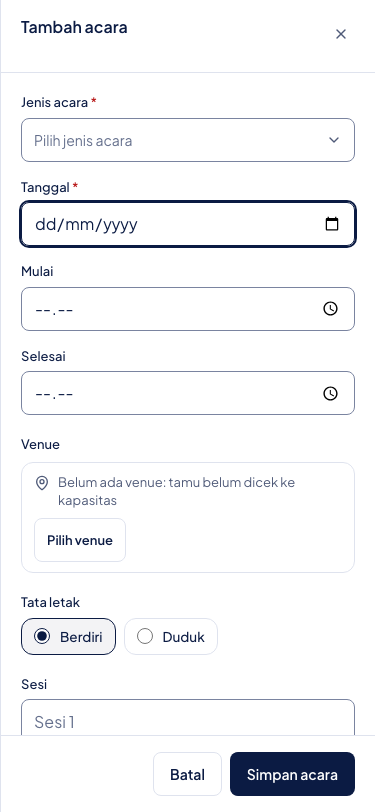 Tambah acara
Jenis acara *
Pilih jenis acara
Tanggal *
dd/mm/yyyy
Mulai
--.--
Selesai
--.--
Venue
Belum ada venue: tamu belum dicek ke
kapasitas
Pilih venue
Tata letak
Berdiri Duduk
Sesi
Sesi 1
Batal Simpan acara